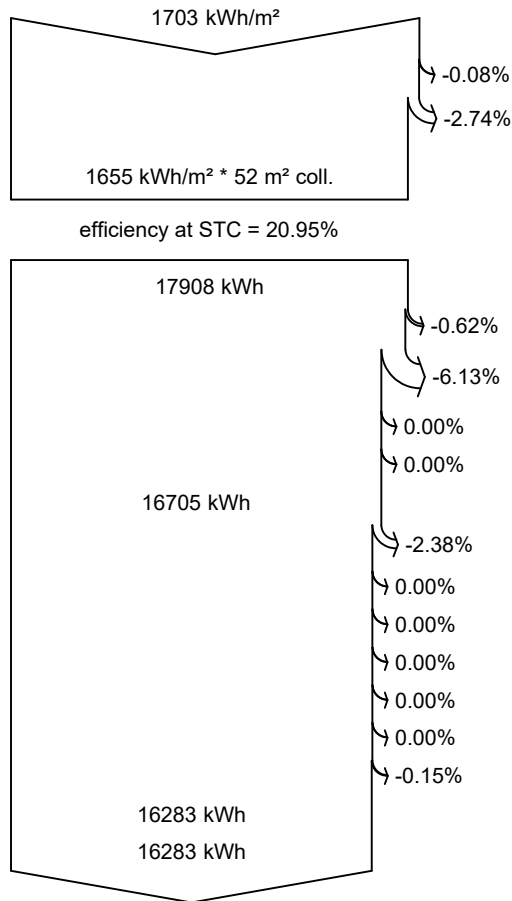 1703 kWh/m²
-0.08%
-2.74%
1655 kWh/m² * 52 m² coll.
efficiency at STC = 20.95%
17908 kWh
-0.62%
-6.13%
0.00%
0.00%
16705 kWh
-2.38%
0.00%
0.00%
0.00%
0.00%
0.00%
-0.15%
16283 kWh
16283 kWh